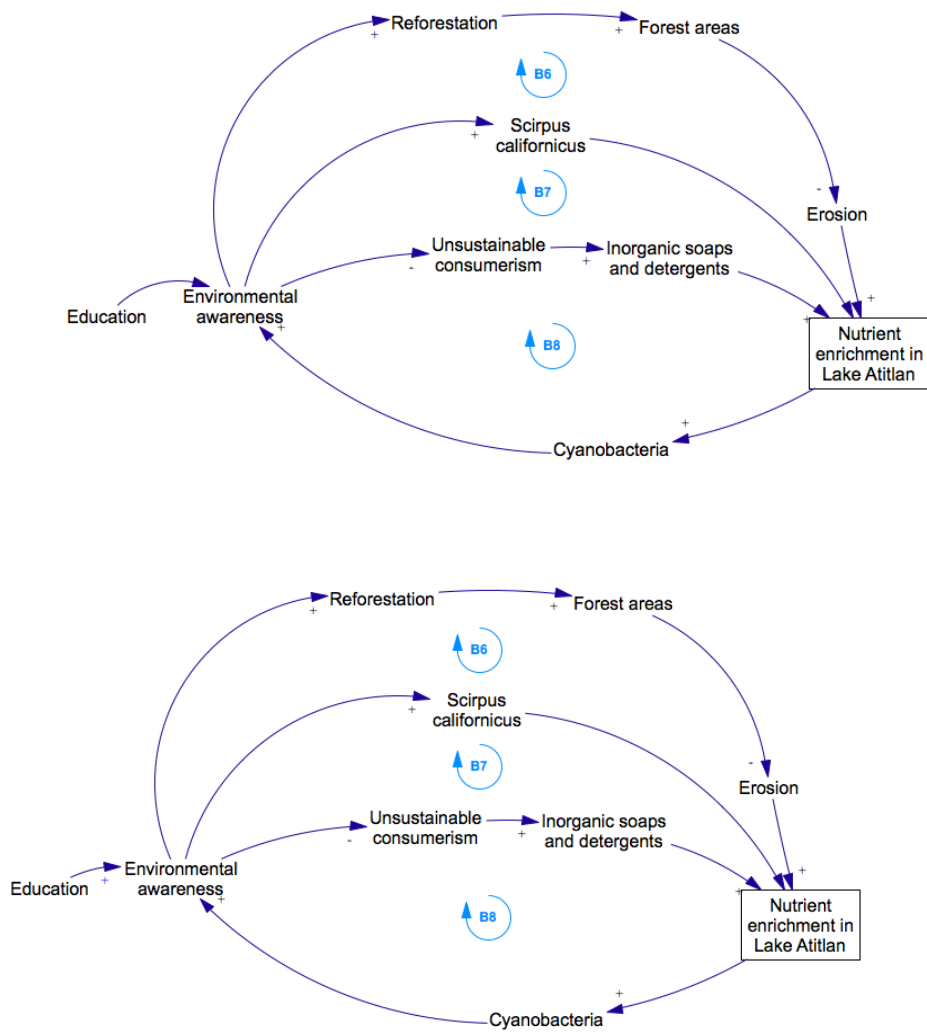 Reforestation
+
+
Forest areas
B6
Scirpus
californicus
+
B7
-
Erosion
Unsustainable
consumerism
-
Inorganic soaps
and detergents
+
Education
Environmental
awareness
+
+
+
Nutrient
enrichment in
Lake Atitlan
B8
+
Cyanobacteria
Reforestation
+
+
Forest areas
B6
Scirpus
californicus
+
B7
-
Erosion
Unsustainable
consumerism
-
Inorganic soaps
and detergents
+
Education
+
Environmental
awareness
+
+
+
Nutrient
enrichment in
Lake Atitlan
B8
+
Cyanobacteria